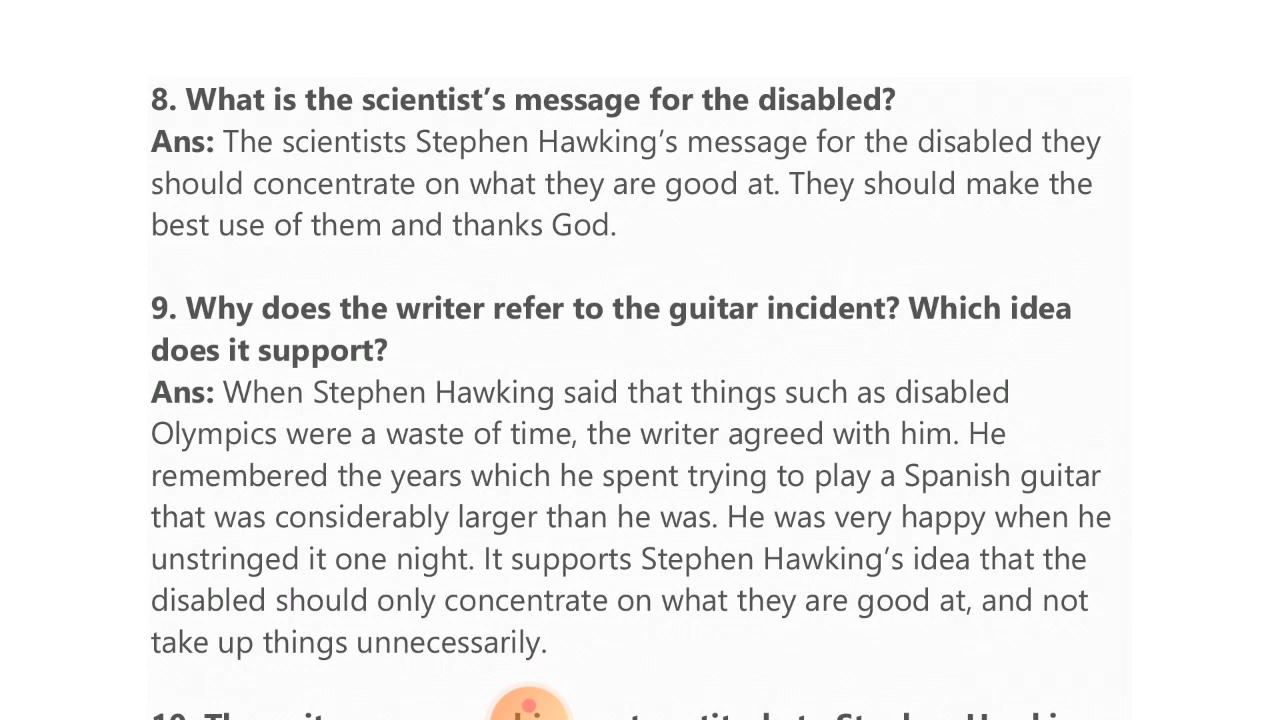 8. What is the scientist’s message for the disabled?
Ans: The scientists Stephen Hawking’s message for the disabled they
should concentrate on what they are good at. They should make the
best use of them and thanks God.
9. Why does the writer refer to the guitar incident? Which idea
does it support?
Ans: When Stephen Hawking said that things such as disabled
Olympics were a waste of time, the writer agreed with him. He
remembered the years which he spent trying to play a Spanish guitar
that was considerably larger than he was. He was very happy when he
unstringed it one night. It supports Stephen Hawking’s idea that the
disabled should only concentrate on what they are good at, and not
take up things unnecessarily.
10. The Stephen